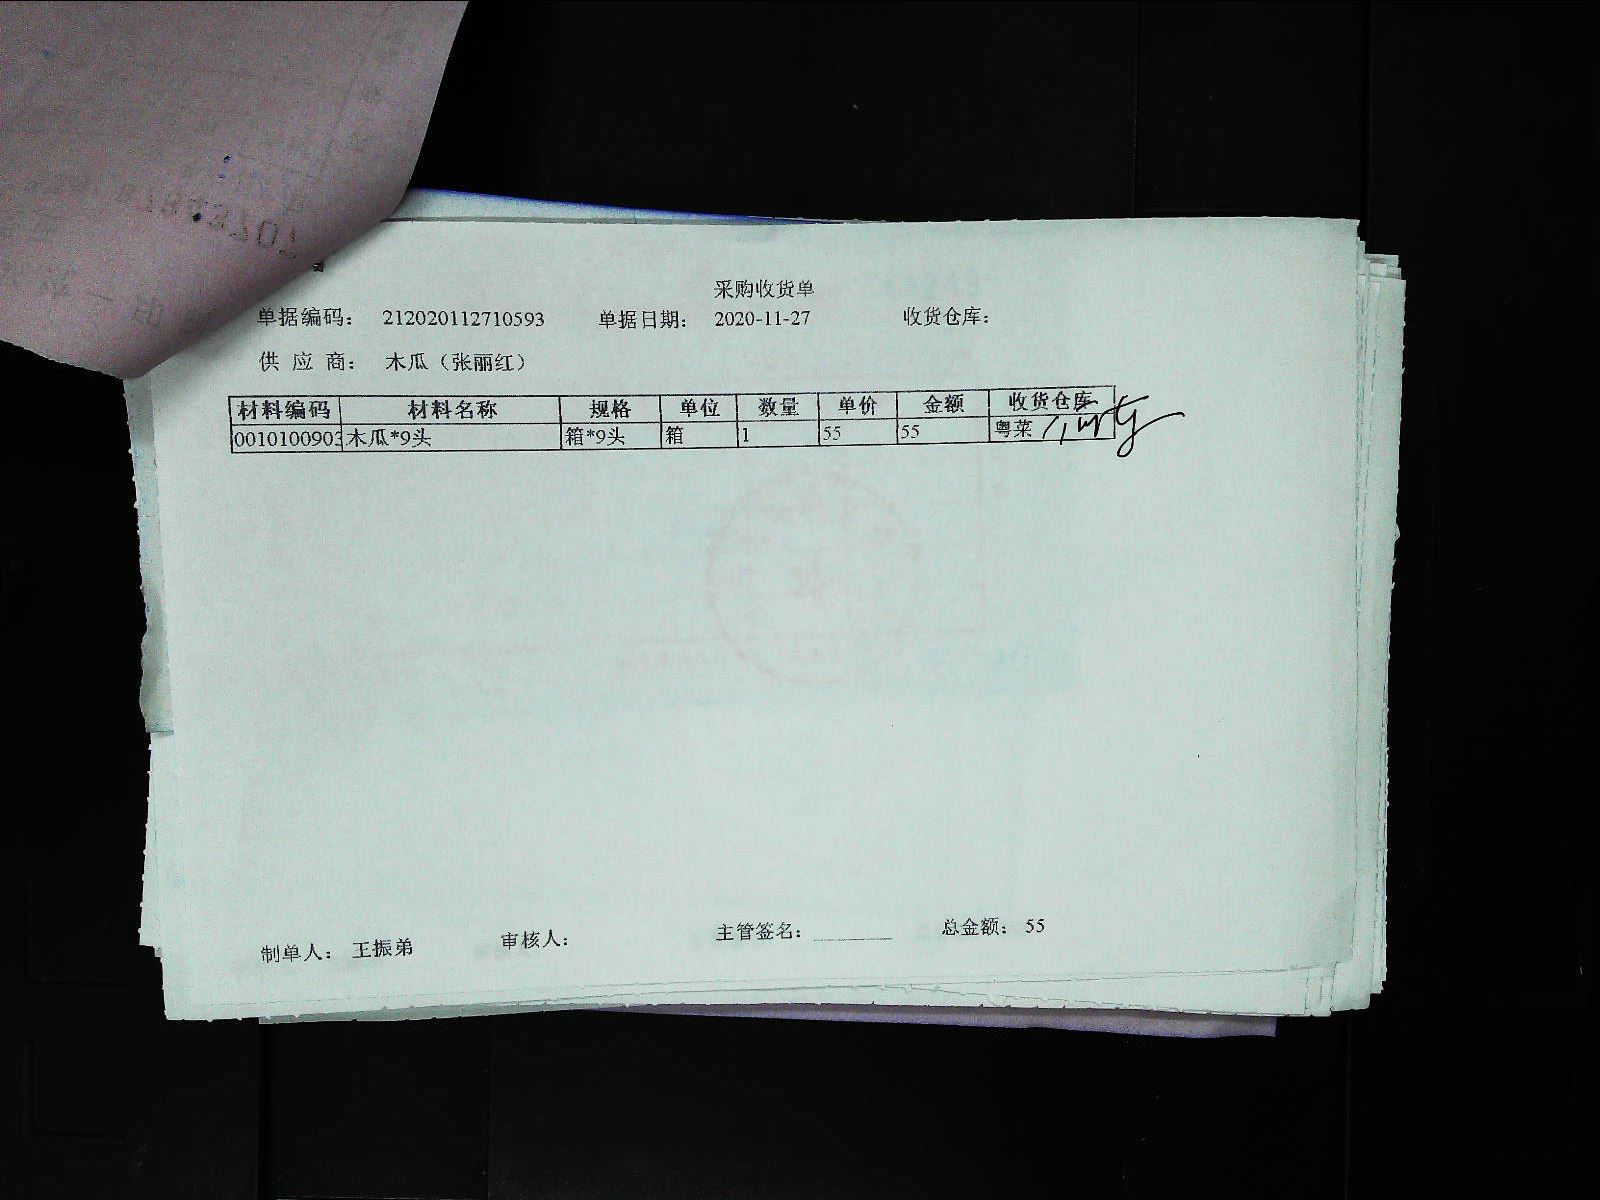 采购收货单
单据编码： 212020112710593 单据日期： 2020-11-27 收货仓库：
供 应 商： 木瓜（张丽红）
材料编码 材料名称 规格 单位 数量 单价 金额 收货仓库
0010100903 木瓜*9头 箱*9头 箱 1 55 55 粤菜
制单人： 王振弟 审核人： 主管签名：________ 总金额： 55